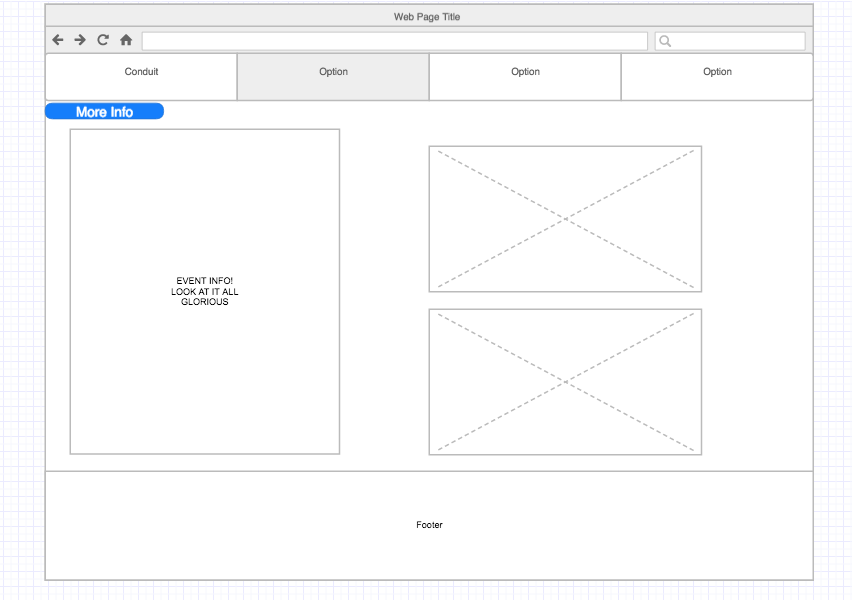 Web Page Title
Conduit
Option
Option
Option
More Info
EVENT INFO!
LOOK AT IT ALL
GLORIOUS
Footer